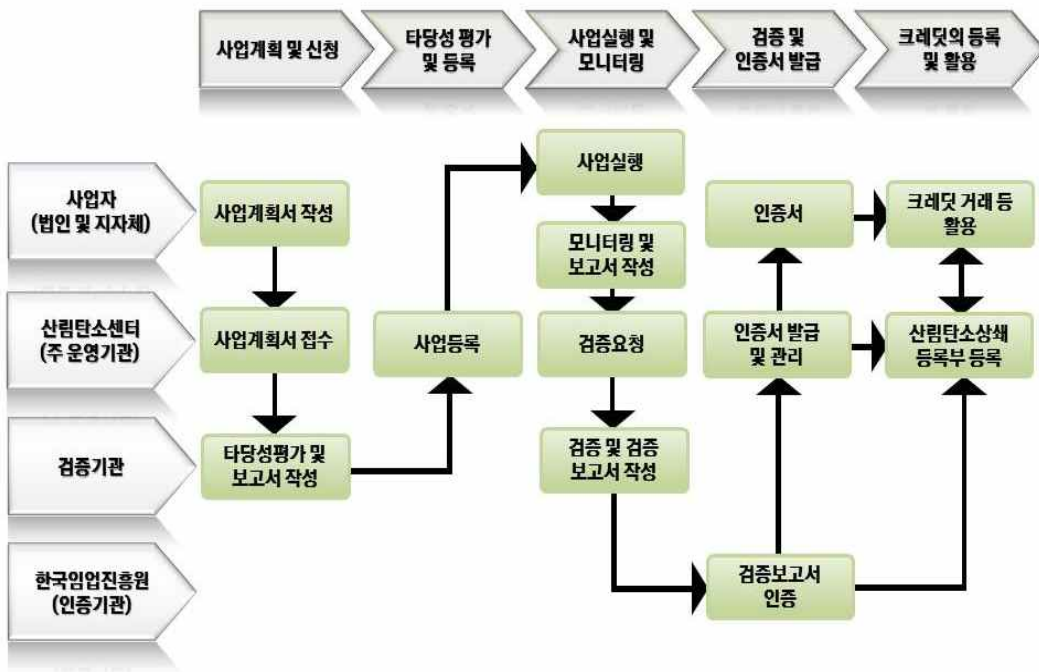 사업계획 및 신청
타당성 평가
및 등록
사업실행 및
모니터링
검증 및
인증서 발급
크레딧의 등록
및 활용
사업자
(법인 및 지자체)
사업계획서 작성
사업실행
모니터링 및
보고서 작성
인증서
크레딧 거래 등
활용
산림탄소센터
(주 운영기관)
사업계획서 접수
사업등록
검증요청
인증서 발급
및 관리
산림탄소상쇄
등록부 등록
검증기관
타당성평가 및
보고서 작성
검증 및 검증
보고서 작성
한국임업진흥원
(인증기관)
검증보고서
인증